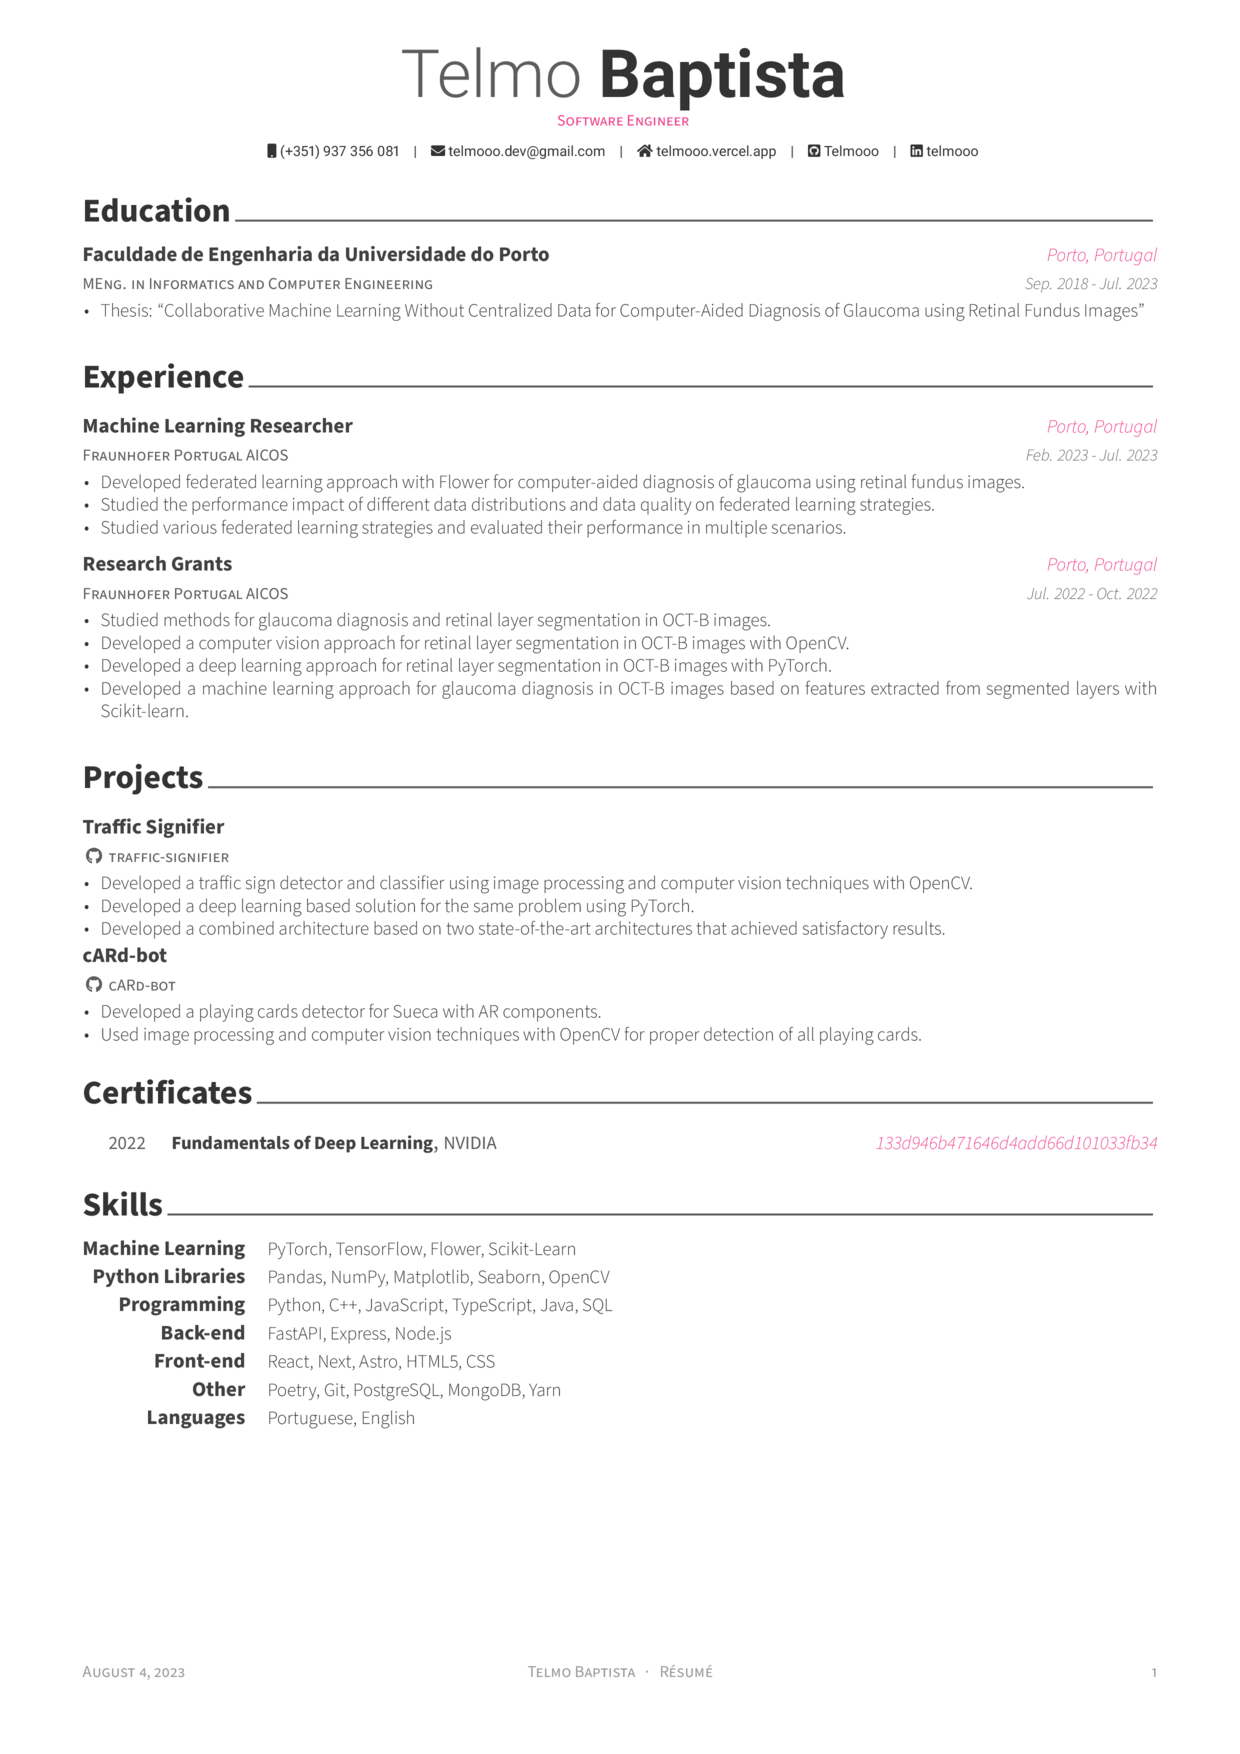 Telmo Baptista
Software Engineer
(+351) 937 356 081 | telmooo.dev@gmail.com | telmooo.vercel.app | Telmooo | telmooo
Education
Faculdade de Engenharia da Universidade do Porto Porto, Portugal
MEng. in Informatics and Computer Engineering Sep. 2018 - Jul. 2023
• Thesis: “Collaborative Machine Learning Without Centralized Data for Computer-Aided Diagnosis of Glaucoma using Retinal Fundus Images”
Experience
Machine Learning Researcher Porto, Portugal
Fraunhofer Portugal AICOS Feb. 2023 - Jul. 2023
• Developed federated learning approach with Flower for computer-aided diagnosis of glaucoma using retinal fundus images.
• Studied the performance impact of different data distributions and data quality on federated learning strategies.
• Studied various federated learning strategies and evaluated their performance in multiple scenarios.
Research Grants Porto, Portugal
Fraunhofer Portugal AICOS Jul. 2022 - Oct. 2022
• Studied methods for glaucoma diagnosis and retinal layer segmentation in OCT-B images.
• Developed a computer vision approach for retinal layer segmentation in OCT-B images with OpenCV.
• Developed a deep learning approach for retinal layer segmentation in OCT-B images with PyTorch.
• Developed a machine learning approach for glaucoma diagnosis in OCT-B images based on features extracted from segmented layers with
Scikit-learn.
Projects
Traffic Signifier
traffic-signifier
• Developed a traffic sign detector and classifier using image processing and computer vision techniques with OpenCV.
• Developed a deep learning based solution for the same problem using PyTorch.
• Developed a combined architecture based on two state-of-the-art architectures that achieved satisfactory results.
cARd-bot
cARd-bot
• Developed a playing cards detector for Sueca with AR components.
• Used image processing and computer vision techniques with OpenCV for proper detection of all playing cards.
Certificates
2022 Fundamentals of Deep Learning, NVIDIA 133d946b471646d4add66d101033fb34
Skills
Machine Learning PyTorch, TensorFlow, Flower, Scikit-Learn
Python Libraries Pandas, NumPy, Matplotlib, Seaborn, OpenCV
Programming Python, C++, JavaScript, TypeScript, Java, SQL
Back-end FastAPI, Express, Node.js
Front-end React, Next, Astro, HTML5, CSS
Other Poetry, Git, PostgreSQL, MongoDB, Yarn
Languages Portuguese, English
August 4, 2023 Telmo Baptista · Résumé 1